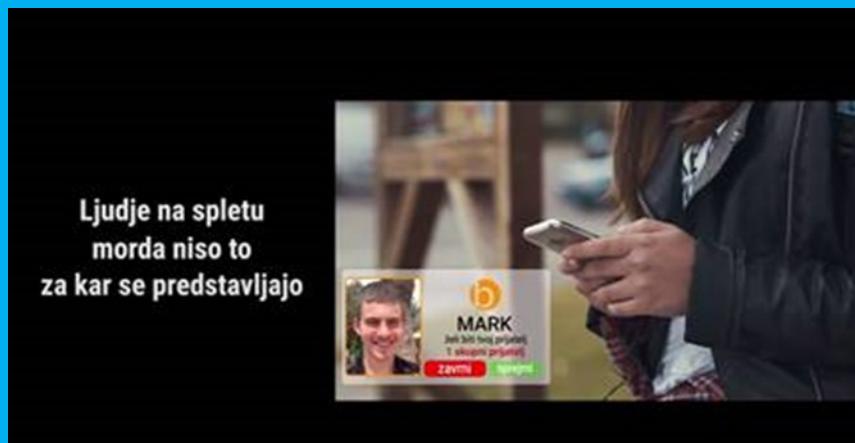 Ljudje na spletu
morda niso to
za kar se predstavljajo
b
MARK
želi biti tvoj prijatelj
1 skupni prijatelj
zavrni sprejmi